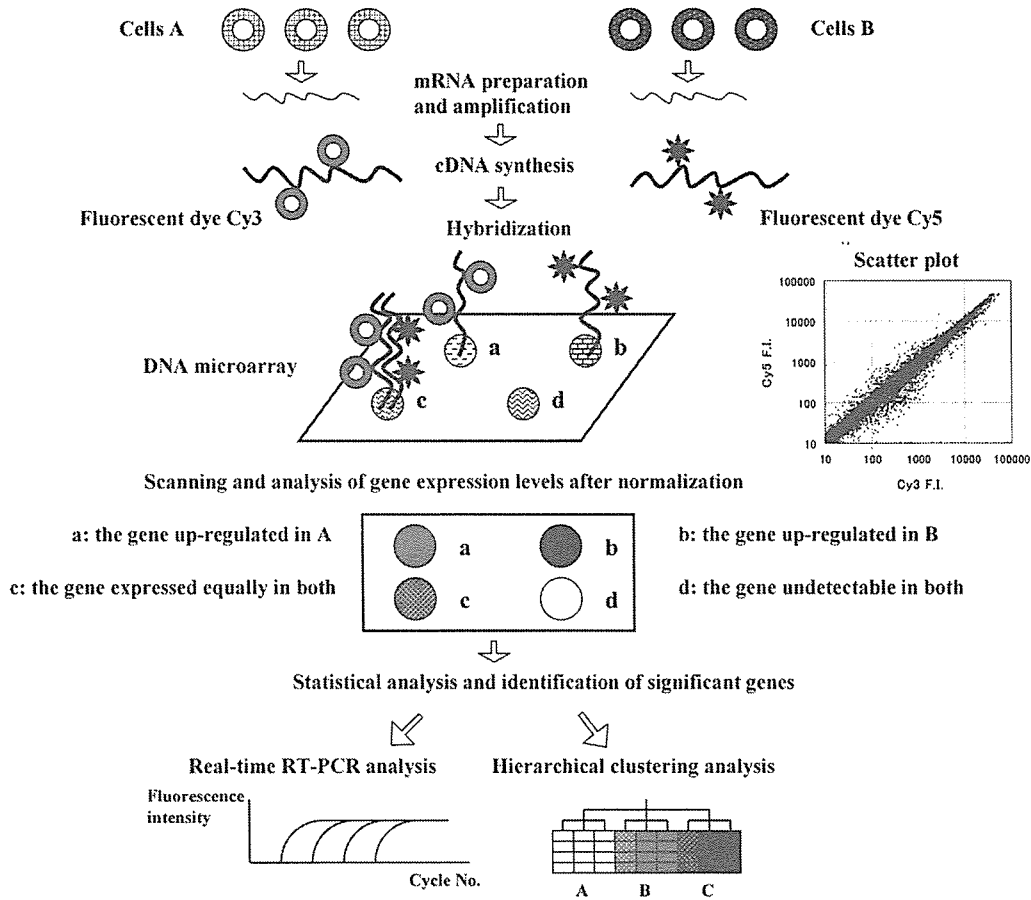 Cells A
Cells B
mRNA preparation
and amplification
cDNA synthesis
Fluorescent dye Cy3
Fluorescent dye Cy5
Hybridization
Scatter plot
100000
10000
1000
100
10
Cy5 F.I.
10 100 1000 10000 100000
Cy3 F.I.
DNA microarray
a
b
c
d
Scanning and analysis of gene expression levels after normalization
a: the gene up-regulated in A
b: the gene up-regulated in B
c: the gene expressed equally in both
d: the gene undetectable in both
a
b
c
d
Statistical analysis and identification of significant genes
Real-time RT-PCR analysis
Hierarchical clustering analysis
Fluorescence
intensity
Cycle No.
A B C